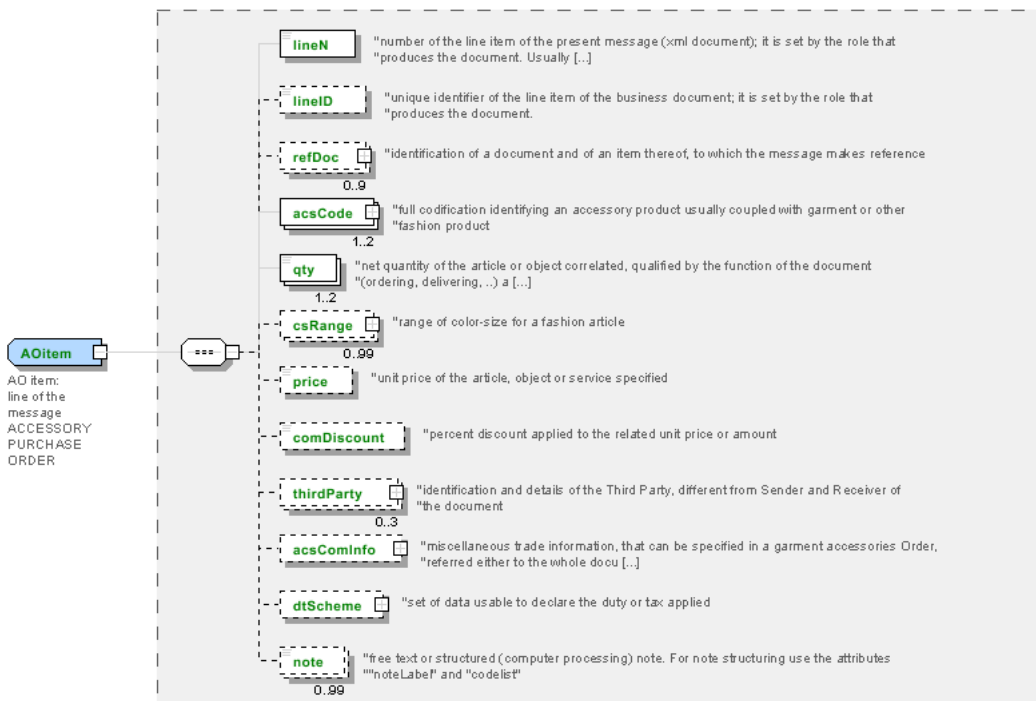 lineN
"number of the line item of the present message (xml document); it is set by the role that
"produces the document. Usually [...]
lineID
"unique identifier of the line item of the business document; it is set by the role that
"produces the document.
refDoc
"identification of a document and of an item thereof, to which the message makes reference
0..9
acsCode
"full codification identifying an accessory product usually coupled with garment or other
"fashion product
1..2
qty
"net quantity of the article or object correlated, qualified by the function of the document
"(ordering, delivering, ..) a [...]
1..2
csRange
"range of color-size for a fashion article
0..99
AOitem
AO item:
line of the
message
ACCESSORY
PURCHASE
ORDER
price
"unit price of the article, object or service specified
comDiscount
"percent discount applied to the related unit price or amount
thirdParty
"identification and details of the Third Party, different from Sender and Receiver of
"the document
0..3
acsComInfo
"miscellaneous trade information, that can be specified in a garment accessories Order,
"referred either to the whole docu [...]
dtScheme
"set of data usable to declare the duty or tax applied
note
"free text or structured (computer processing) note. For note structuring use the attributes
""noteLabel" and "codelist"
0..99